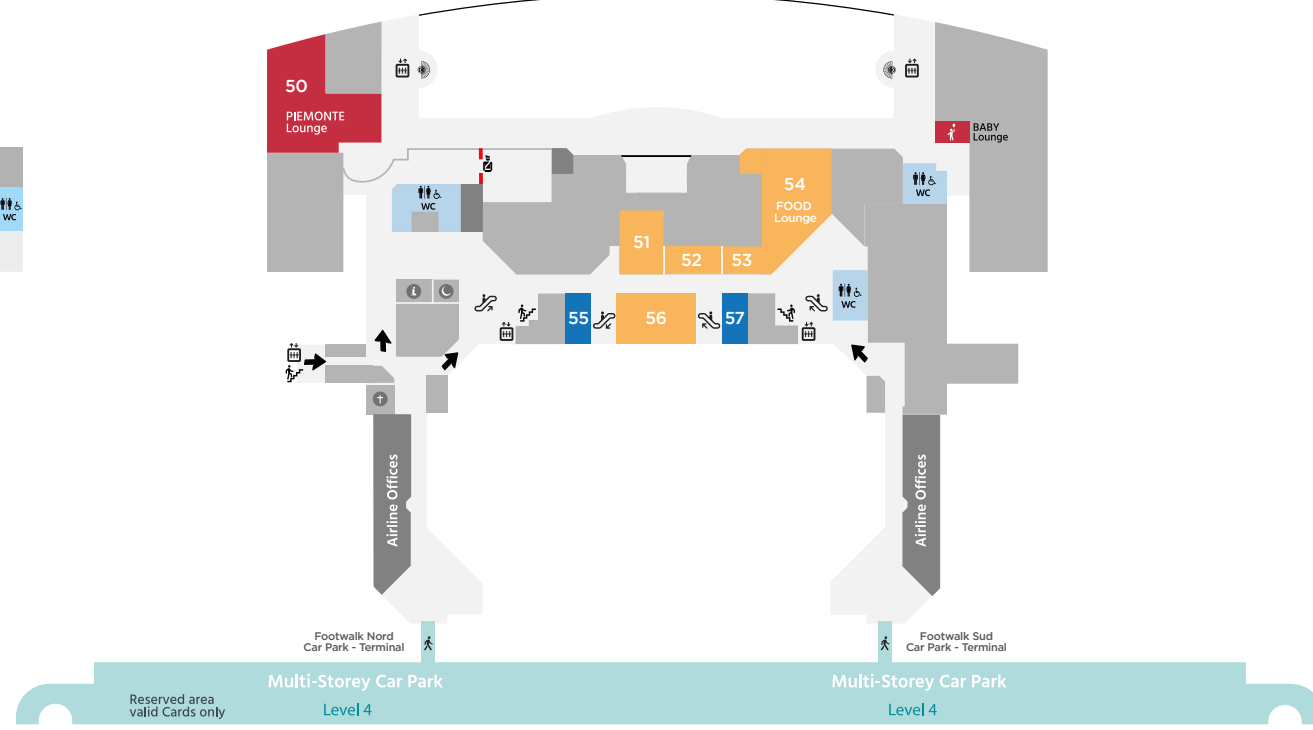 50
PIEMONTE
Lounge
BABY
Lounge
WC
WC
WC
54
FOOD
Lounge
51
52
53
WC
i
55
56
57
Airline Offices
Airline Offices
Footwalk Nord
Car Park - Terminal
Footwalk Sud
Car Park - Terminal
Multi-Storey Car Park
Multi-Storey Car Park
Reserved area
valid Cards only
Level 4
Level 4